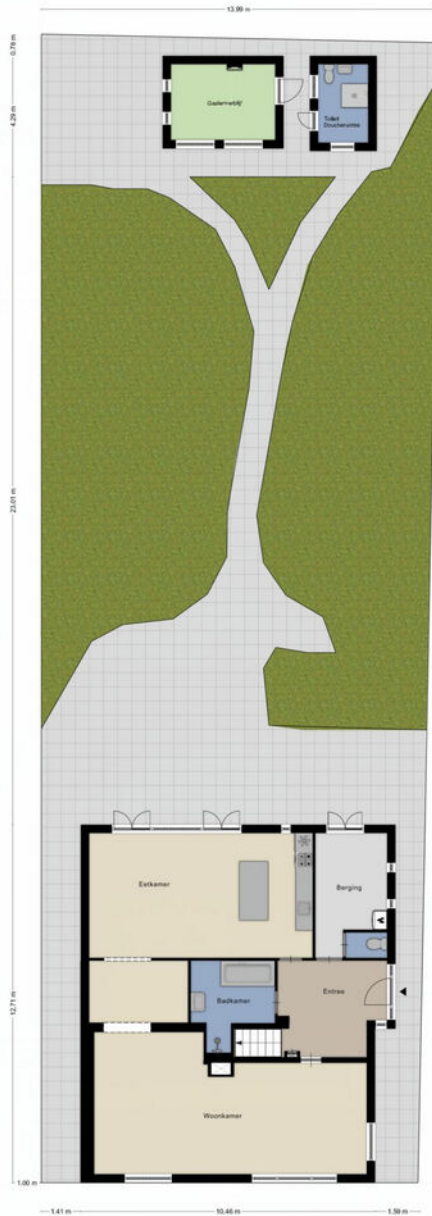 13.99 m
0.78 m
4.29 m
Gastenverblijf
Toilet
Doucheruimte
23.01 m
Eetkamer
Berging
Badkamer
Entree
12.71 m
Woonkamer
1.00 m
1.41 m
10.46 m
1.59 m